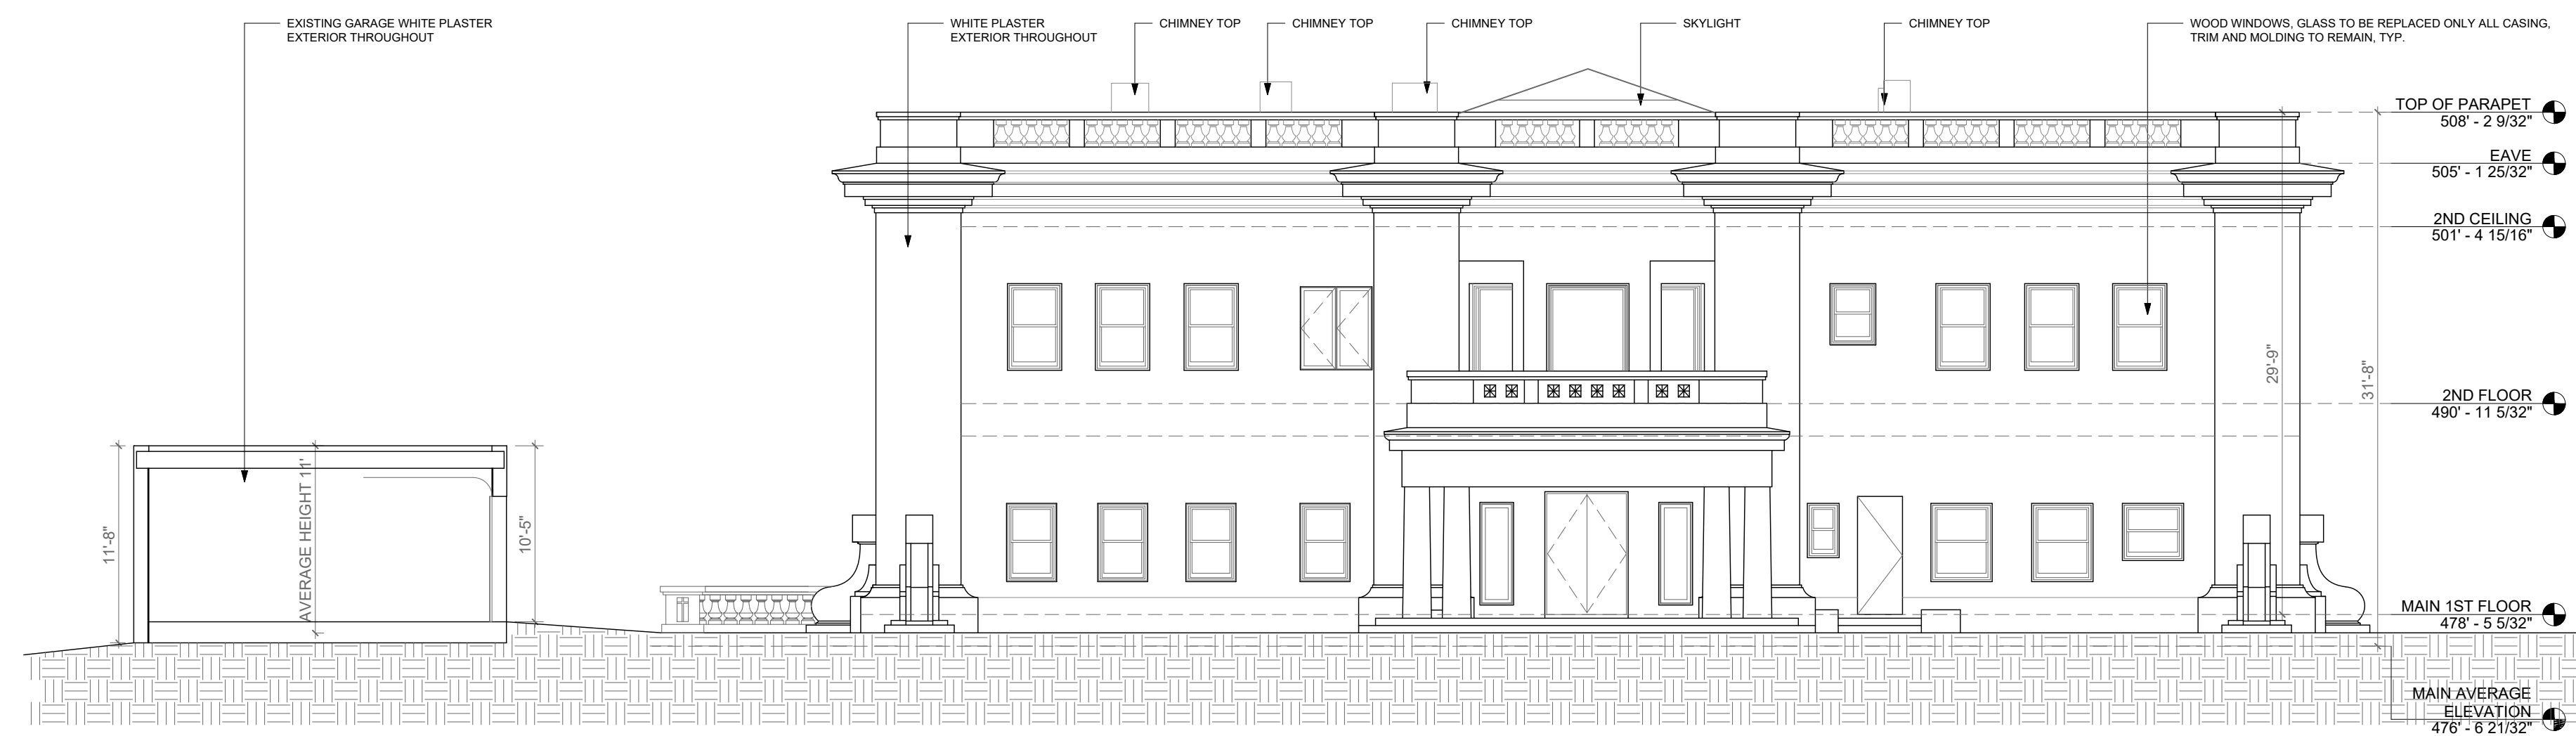 EXISTING GARAGE WHITE PLASTER
EXTERIOR THROUGHOUT
WHITE PLASTER
EXTERIOR THROUGHOUT
CHIMNEY TOP
CHIMNEY TOP
CHIMNEY TOP
SKYLIGHT
CHIMNEY TOP
WOOD WINDOWS, GLASS TO BE REPLACED ONLY ALL CASING,
TRIM AND MOLDING TO REMAIN, TYP.
TOP OF PARAPET
508' - 2 9/32"
EAVE
505' - 1 25/32"
2ND CEILING
501' - 4 15/16"
29'-9"
31'-8"
2ND FLOOR
490' - 11 5/32"
11'-8"
AVERAGE HEIGHT 11'
10'-5"
MAIN 1ST FLOOR
478' - 5 5/32"
MAIN AVERAGE
ELEVATION
476' - 6 21/32"